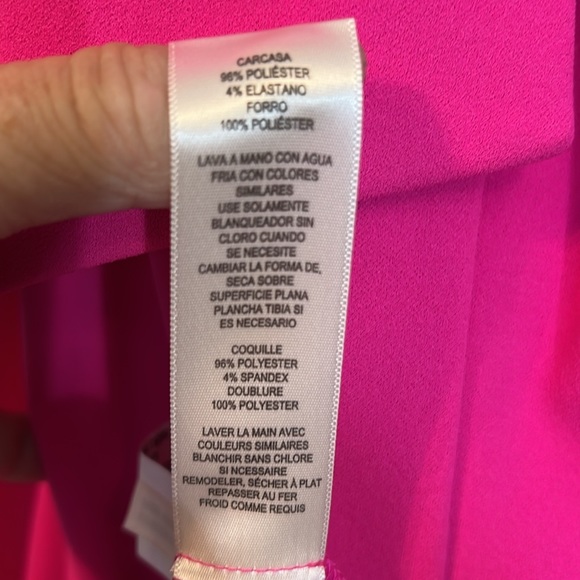 CARCASA
96% POLIÉSTER
4% ELASTANO
FORRO
100% POLIÉSTER
LAVA A MANO CON AGUA
FRIA CON COLORES
SIMILARES
USE SOLAMENTE
BLANQUEADOR SIN
CLORO CUANDO
SE NECESITE
CAMBIAR LA FORMA DE,
SECA SOBRE
SUPERFICIE PLANA
PLANCHA TIBIA SI
ES NECESARIO
COQUILLE
96% POLYESTER
4% SPANDEX
DOUBLURE
100% POLYESTER
LAVER LA MAIN AVEC
COULEURS SIMILAIRES
BLANCHIR SANS CHLORE
SI NCESSAIRE
REMODELER, SÉCHER À PLAT
REPASSER AU FER
FROID COMME REQUIS